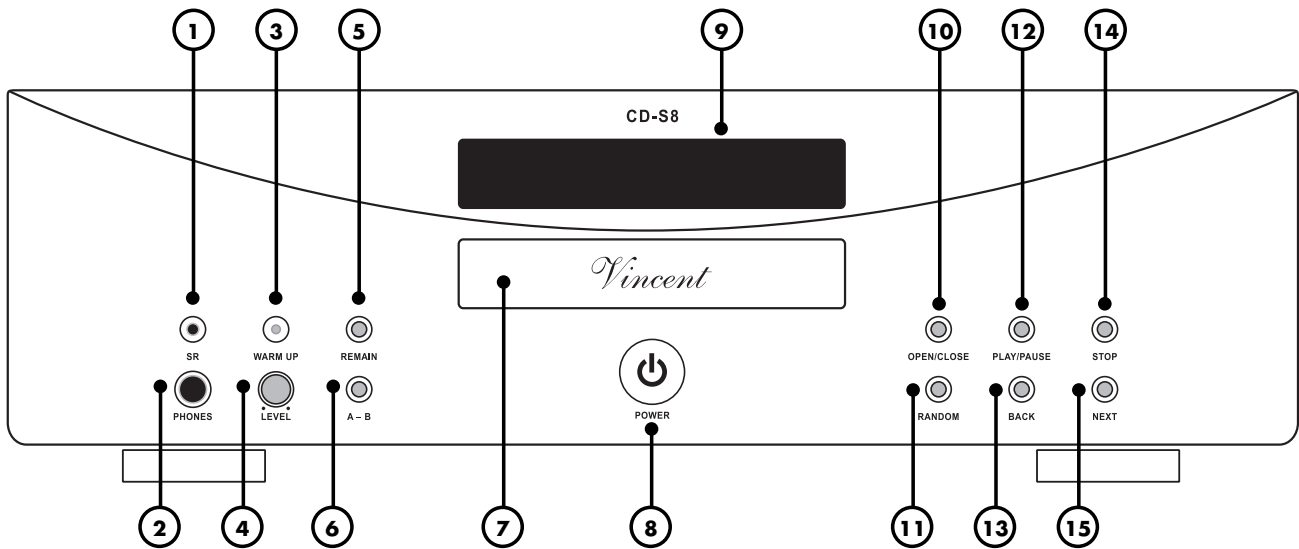 1 3 5 9 10 12 14
CD-S8
Vincent
SR WARM UP REMAIN OPEN/CLOSE PLAY/PAUSE STOP
PHONES LEVEL A – B POWER RANDOM BACK NEXT
2 4 6 7 8 11 13 15